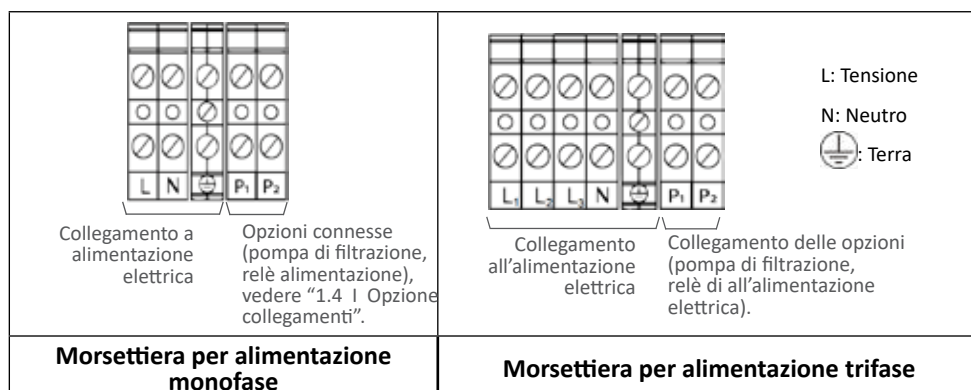 L N P₁ P₂
Collegamento a
alimentazione
elettrica
Opzioni connesse
(pompa di filtrazione,
relè alimentazione),
vedere “1.4 I Opzione
collegamenti”.
Morsettiera per alimentazione
monofase
L₁ L₂ L₃ N P₁ P₂
L: Tensione
N: Neutro
: Terra
Collegamento
all’alimentazione
elettrica
Collegamento delle opzioni
(pompa di filtrazione,
relè di all’alimentazione
elettrica).
Morsettiera per alimentazione trifase